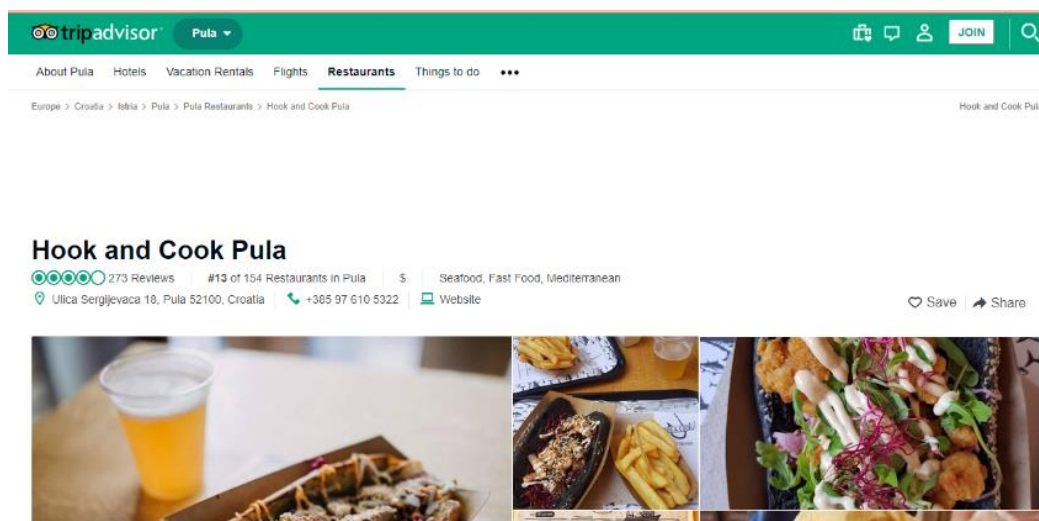 tripadvisor
Pula
JOIN
About Pula Hotels Vacation Rentals Flights Restaurants Things to do •••
Europe > Croatia > Istria > Pula > Pula Restaurants > Hook and Cook Pula
Hook and Cook Pula
Hook and Cook Pula
273 Reviews #13 of 154 Restaurants in Pula $ Seafood, Fast Food, Mediterranean
Ulica Sergijevaca 18, Pula 52100, Croatia +385 97 610 5322 Website
Save Share